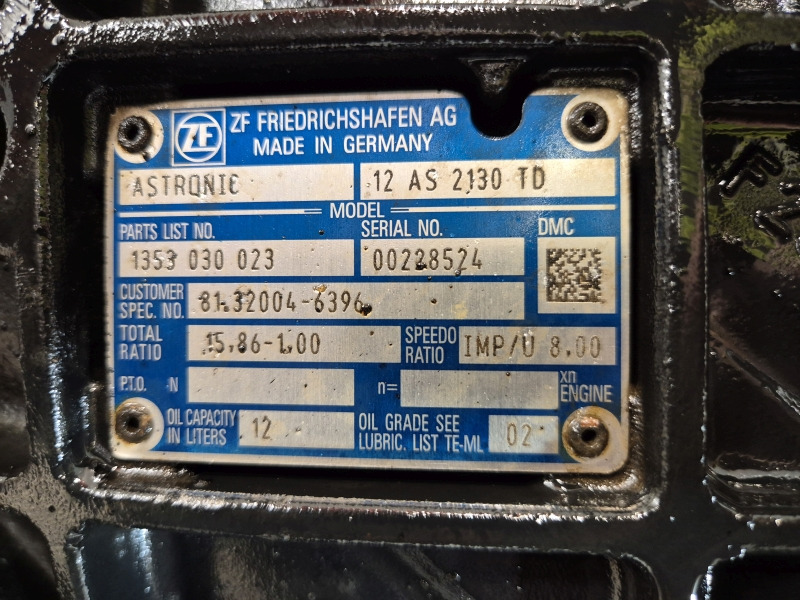 ZF ZF FRIEDRICHSHAFEN AG
MADE IN GERMANY
ASTRONIC 12 AS 2130 TD
MODEL
PARTS LIST NO. SERIAL NO. DMC
1353 030 023 00228524
CUSTOMER
SPEC. NO. 81.32004-6396
TOTAL
RATIO 15.86-1.00 SPEEDO
RATIO IMP/U 8.00
P.T.O. N n= xn
ENGINE
OIL CAPACITY
IN LITERS 12 OIL GRADE SEE
LUBRIC. LIST TE-ML 02